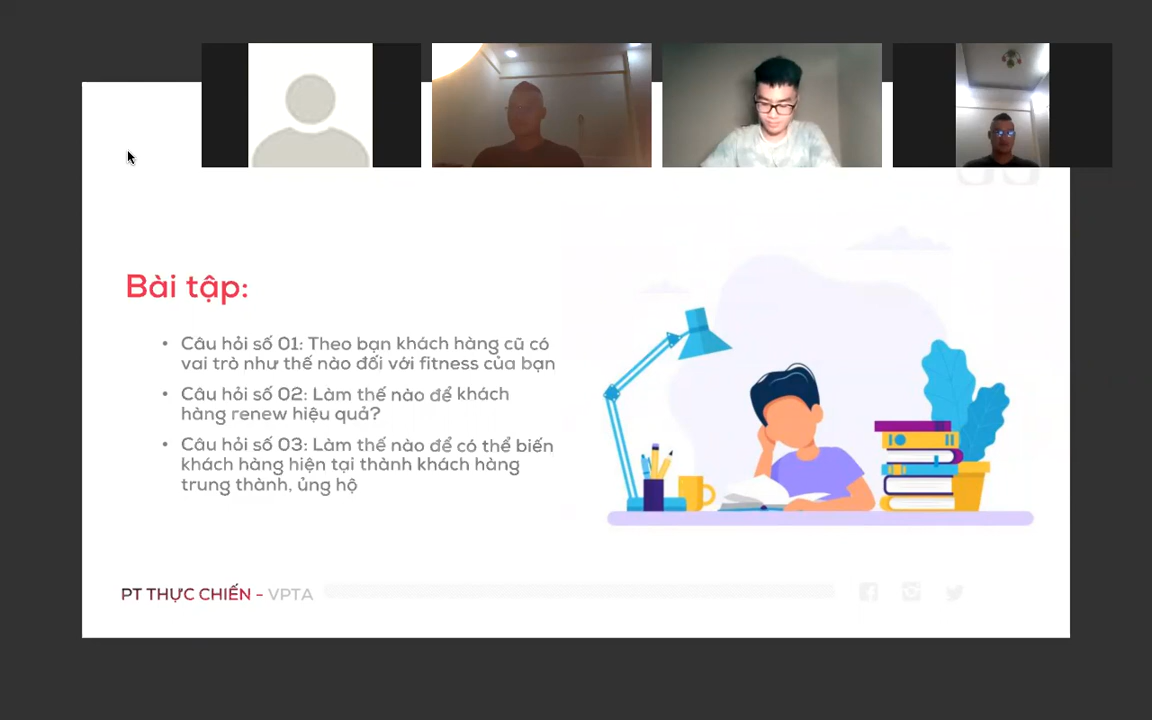 Bài tập:
• Câu hỏi số 01: Theo bạn khách hàng cũ có
vai trò như thế nào đối với fitness của bạn
• Câu hỏi số 02: Làm thế nào để khách
hàng renew hiệu quả?
• Câu hỏi số 03: Làm thế nào để có thể biến
khách hàng hiện tại thành khách hàng
trung thành, ủng hộ
PT THỰC CHIẾN - VPTA